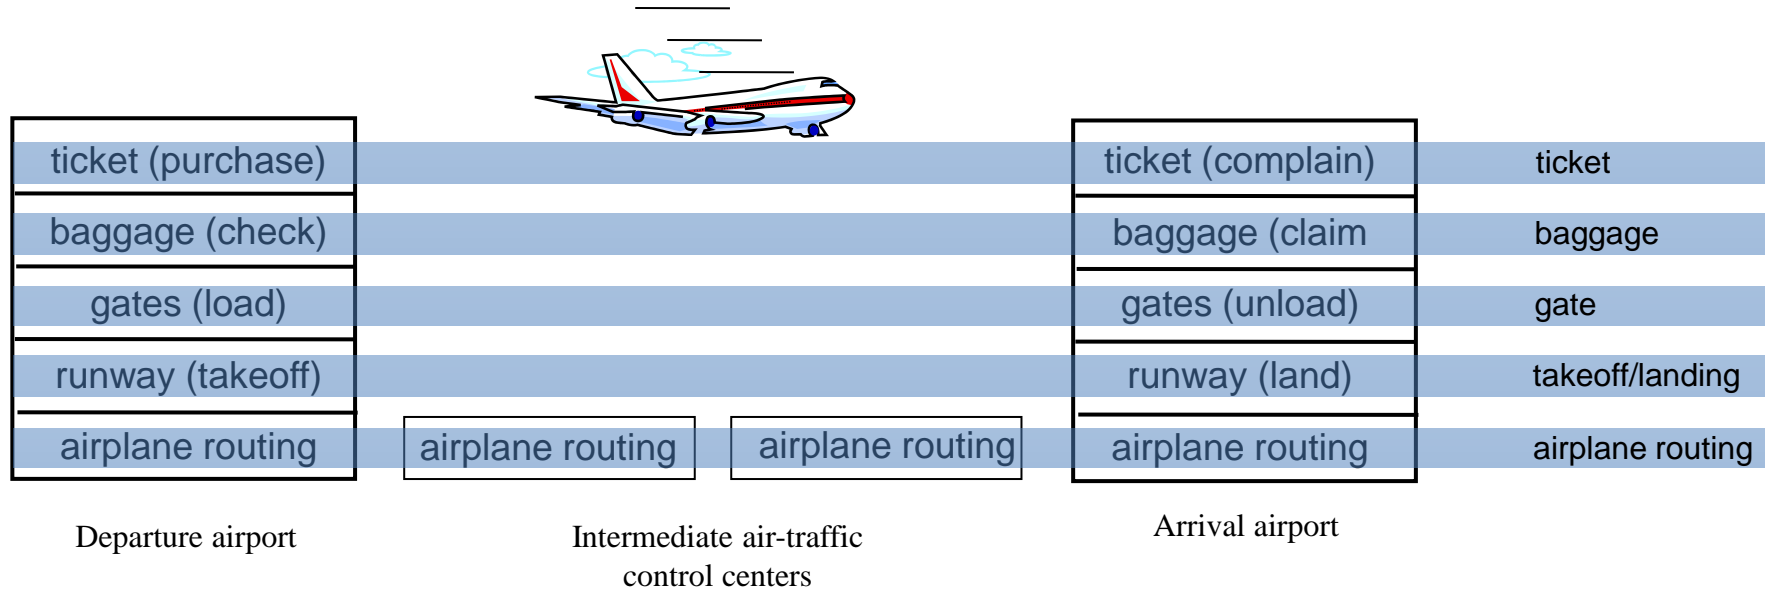 ticket (purchase)
ticket (complain)
ticket
baggage (check)
baggage (claim
baggage
gates (load)
gates (unload)
gate
runway (takeoff)
runway (land)
takeoff/landing
airplane routing
airplane routing
airplane routing
airplane routing
airplane routing
Departure airport
Intermediate air-traffic
control centers
Arrival airport